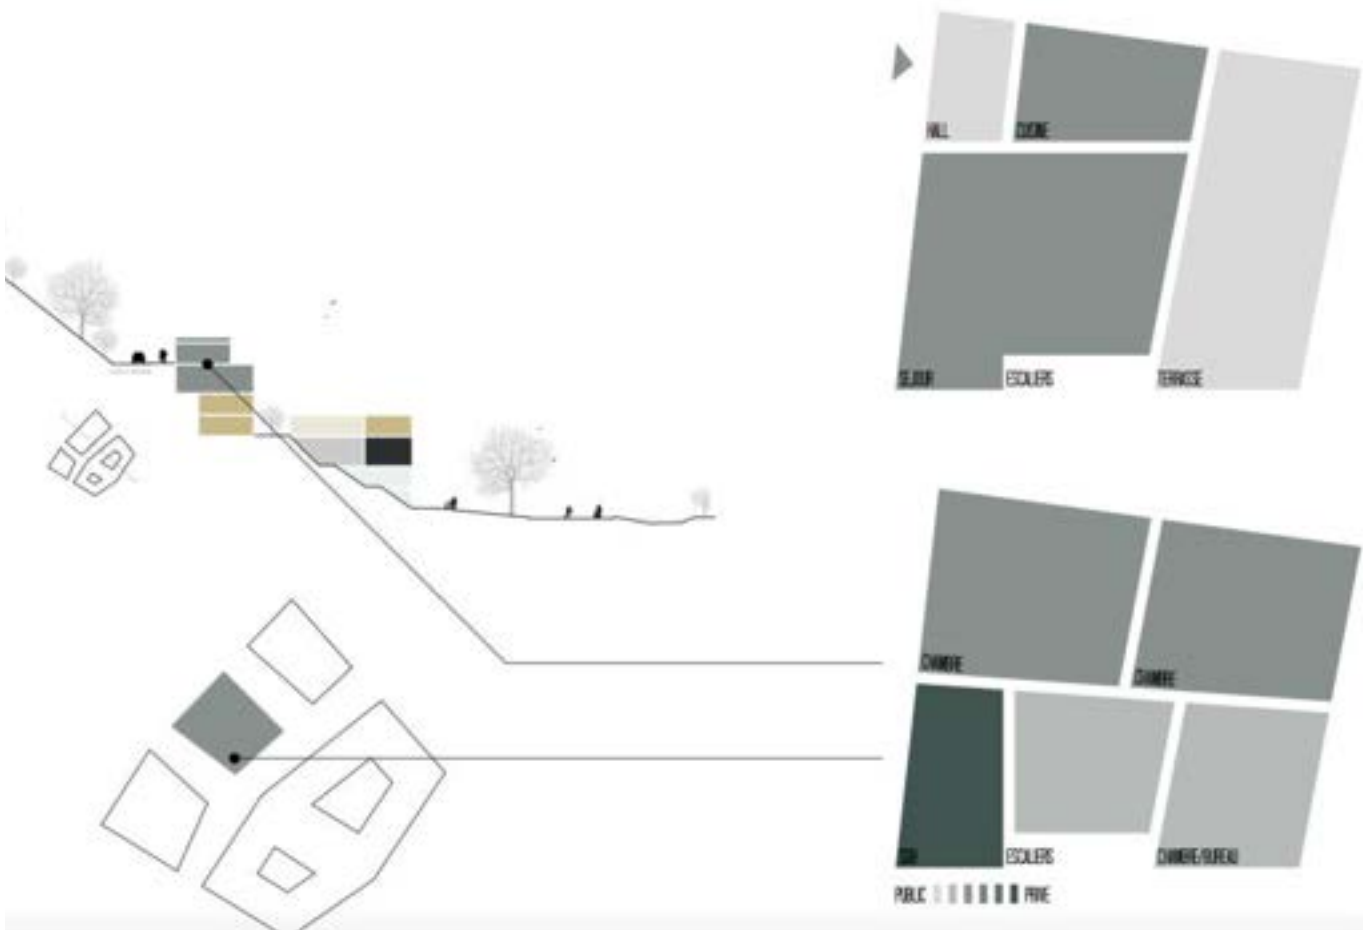 HALL
CUISINE
SEJOUR
ESCALIERS
TERRASSE
CHAMBRE
CHAMBRE
ESCALIERS
CHAMBRE/BUREAU
PUBLIC
PRIVE